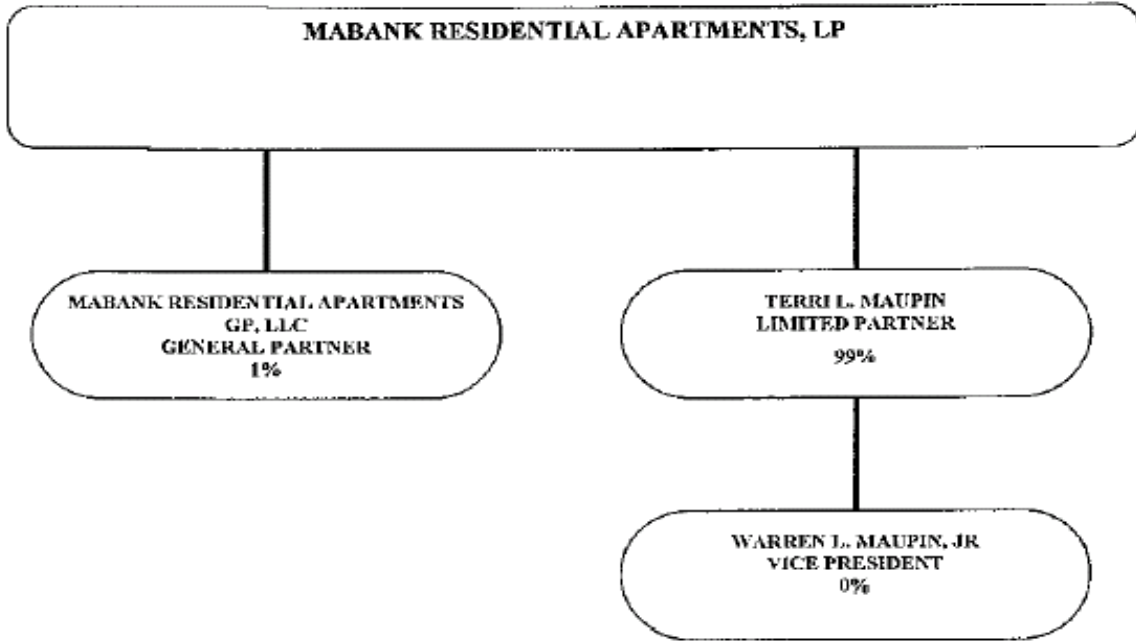 MABANK RESIDENTIAL APARTMENTS, LP
MABANK RESIDENTIAL APARTMENTS
GP, LLC
GENERAL PARTNER
1%
TERRI L. MAUPIN
LIMITED PARTNER
99%
WARREN L. MAUPIN, JR
VICE PRESIDENT
0%